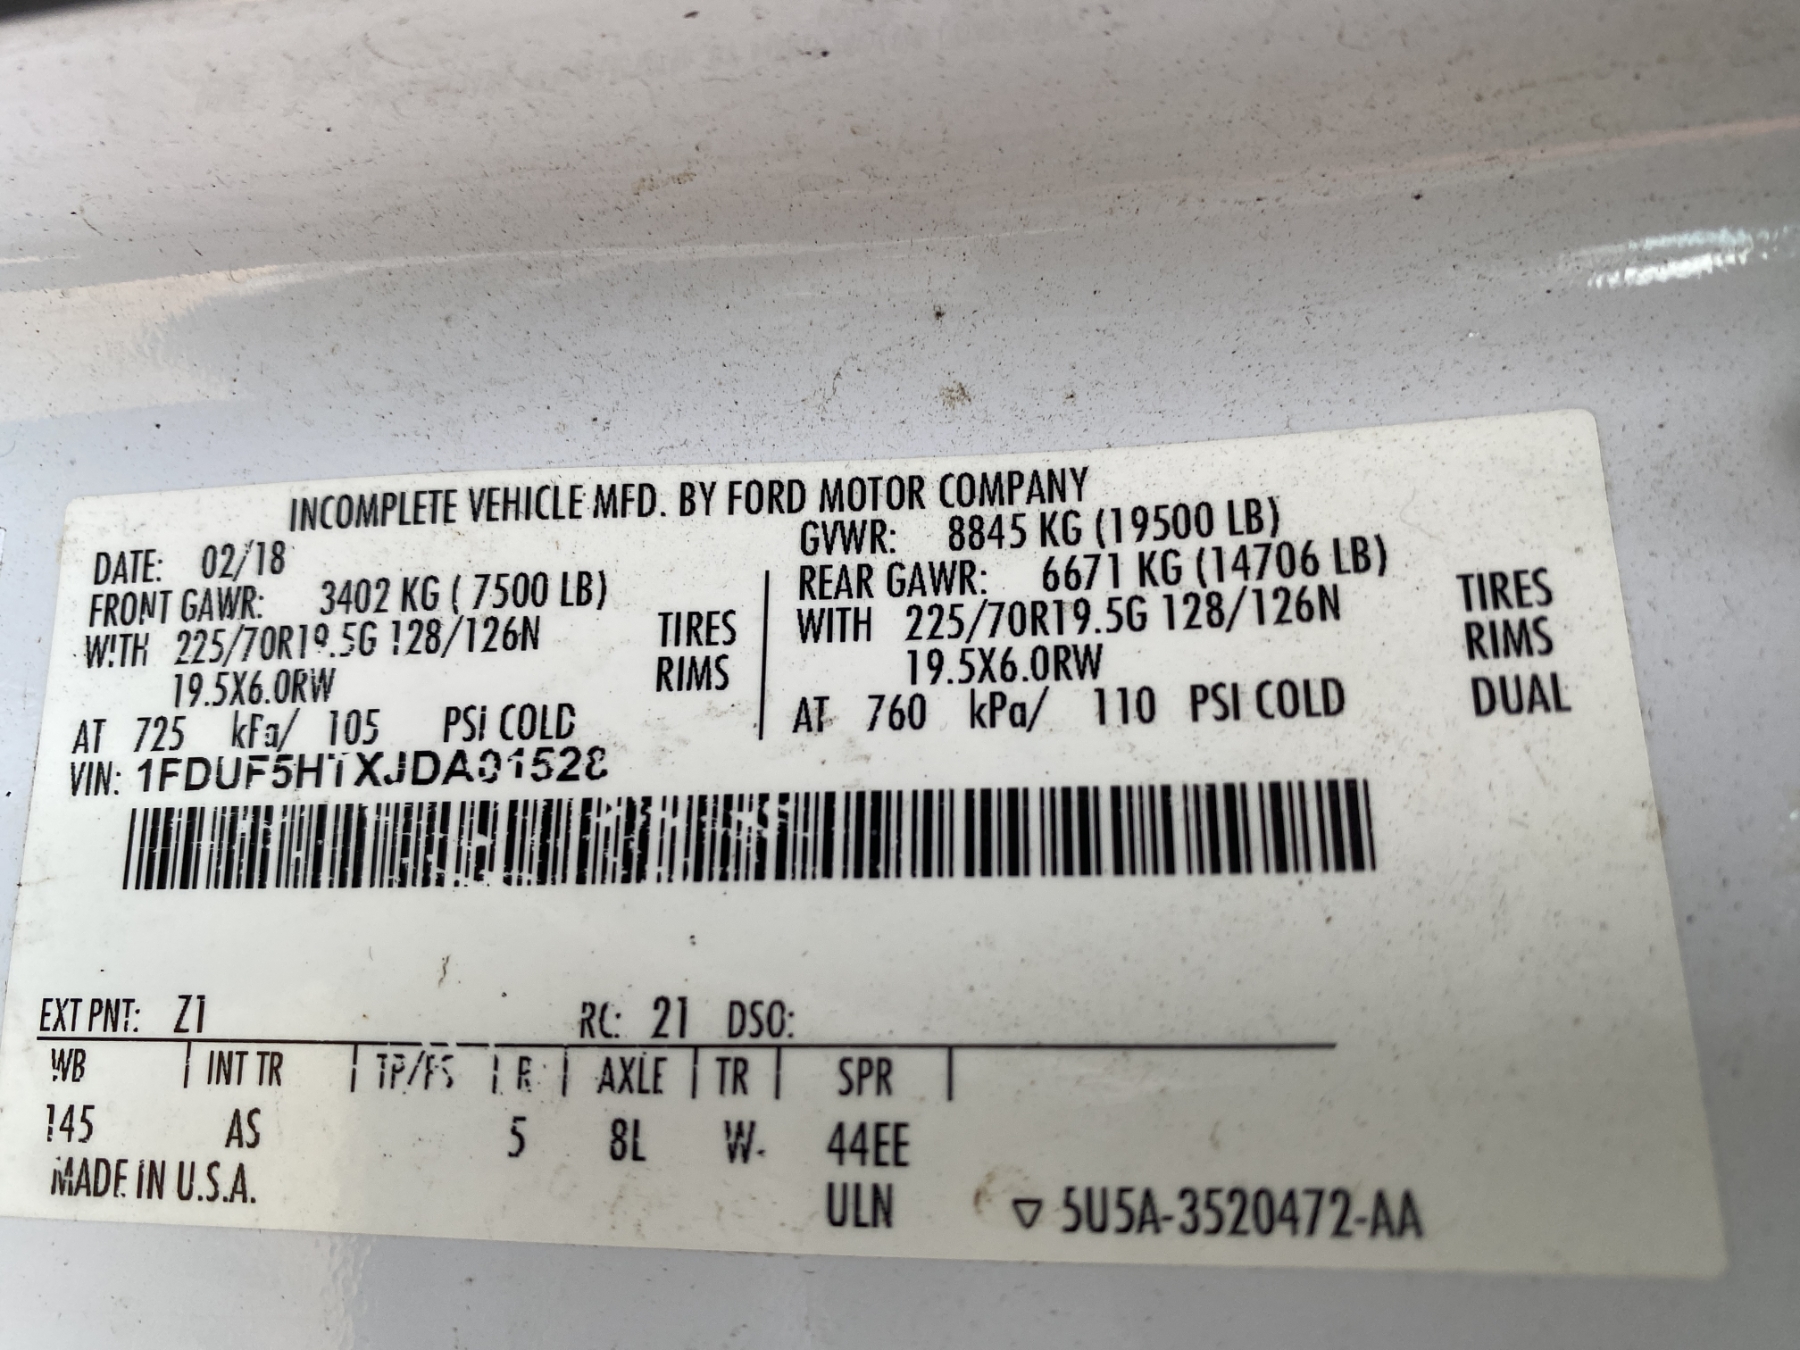 INCOMPLETE VEHICLE MFD. BY FORD MOTOR COMPANY
DATE: 02/18 GVWR: 8845 KG (19500 LB)
FRONT GAWR: 3402 KG ( 7500 LB) REAR GAWR: 6671 KG (14706 LB)
WITH 225/70R19.5G 128/126N TIRES WITH 225/70R19.5G 128/126N TIRES
19.5X6.0RW RIMS 19.5X6.0RW RIMS
AT 725 kPa/ 105 PSI COLD AT 760 kPa/ 110 PSI COLD DUAL
VIN: 1FDUF5HTXJDA01528
EXT PNT: Z1 RC: 21 DSO:
WB | INT TR | TP/PS | R | AXLE | TR | SPR |
145 AS 5 8L W 44EE
MADE IN U.S.A. ULN ▽ 5U5A-3520472-AA